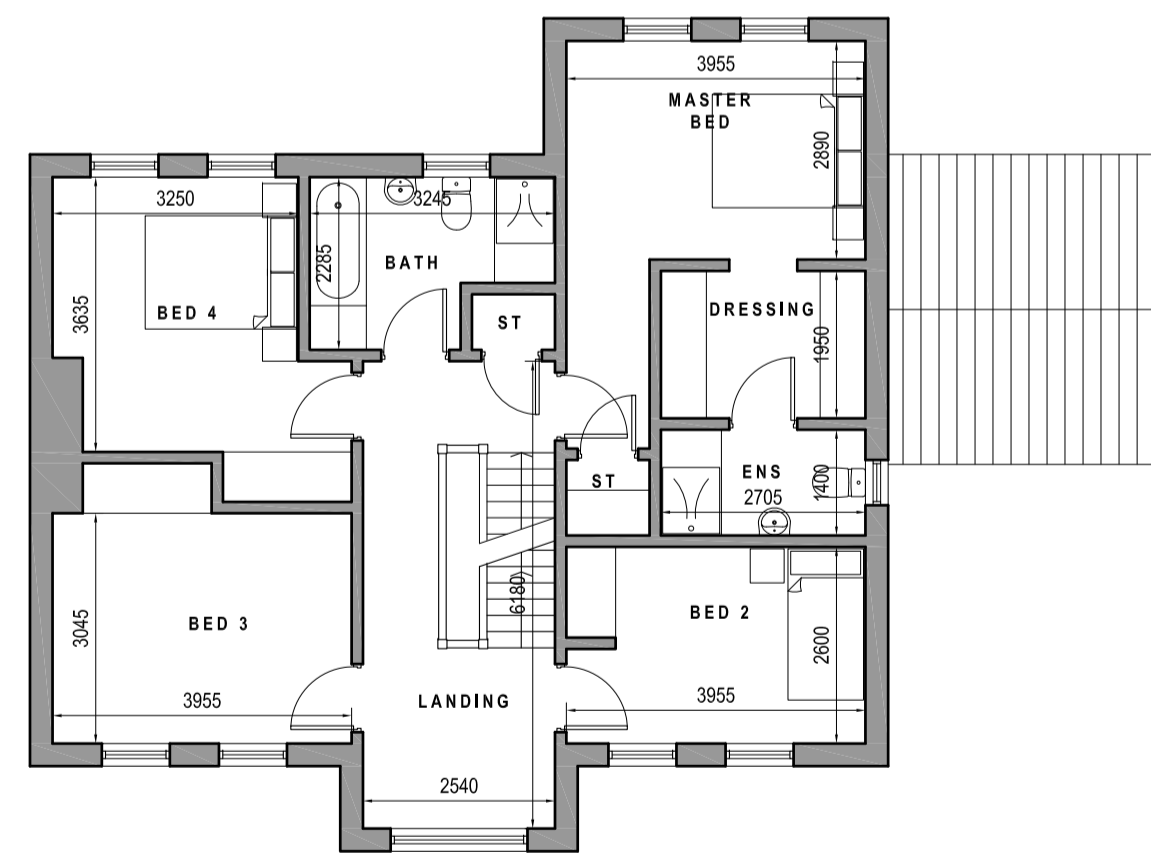 3955
MASTER
BED
2890
3250
3245
2285
BATH
3635
BED 4
ST
DRESSING
1950
ENS
2705
1400
ST
6180
BED 3
3045
3955
LANDING
BED 2
2600
3955
2540